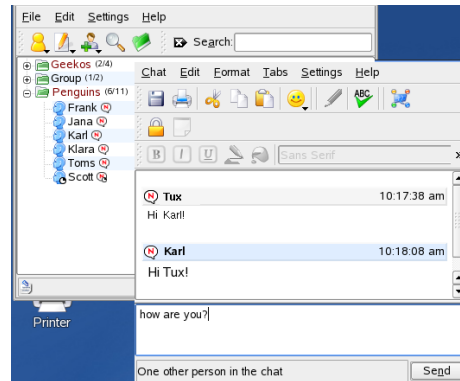 File Edit Settings Help
Search:
Geekos (2/4)
Group (1/2)
Penguins (6/11)
Frank
Jana
Karl
Klara
Toms
Scott
Chat Edit Format Tabs Settings Help
ABC
B I U Sans Serif »
N Tux 10:17:38 am
Hi Karl!
N Karl 10:18:08 am
Hi Tux!
Printer
how are you?
One other person in the chat Send